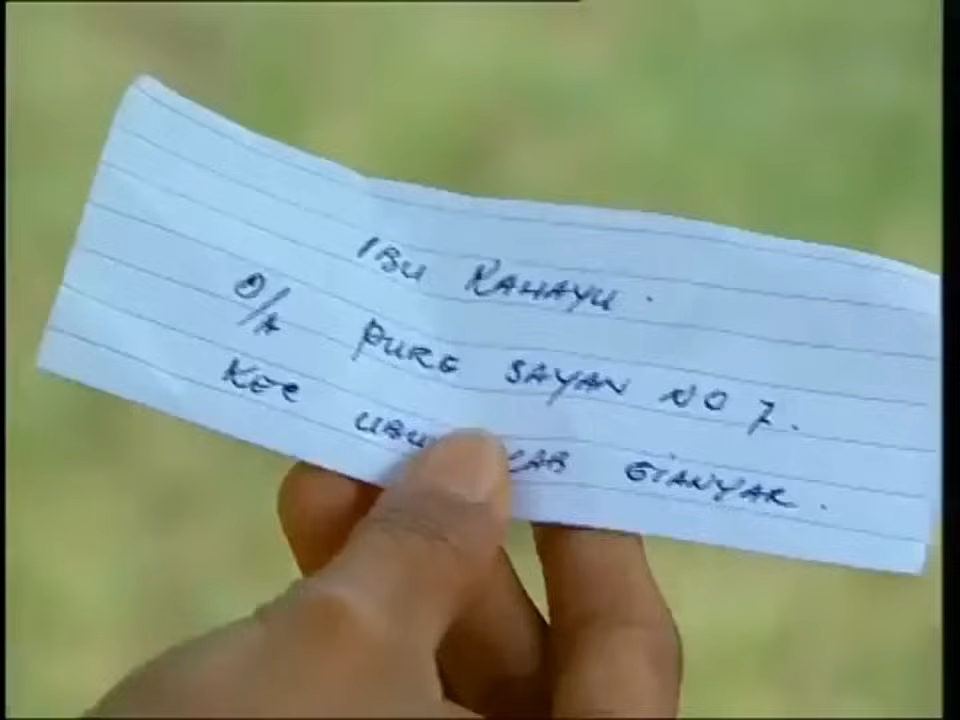 IBU RAHAYU.
D/A PURE SAYAN NO 7.
KEC GIANYAR.